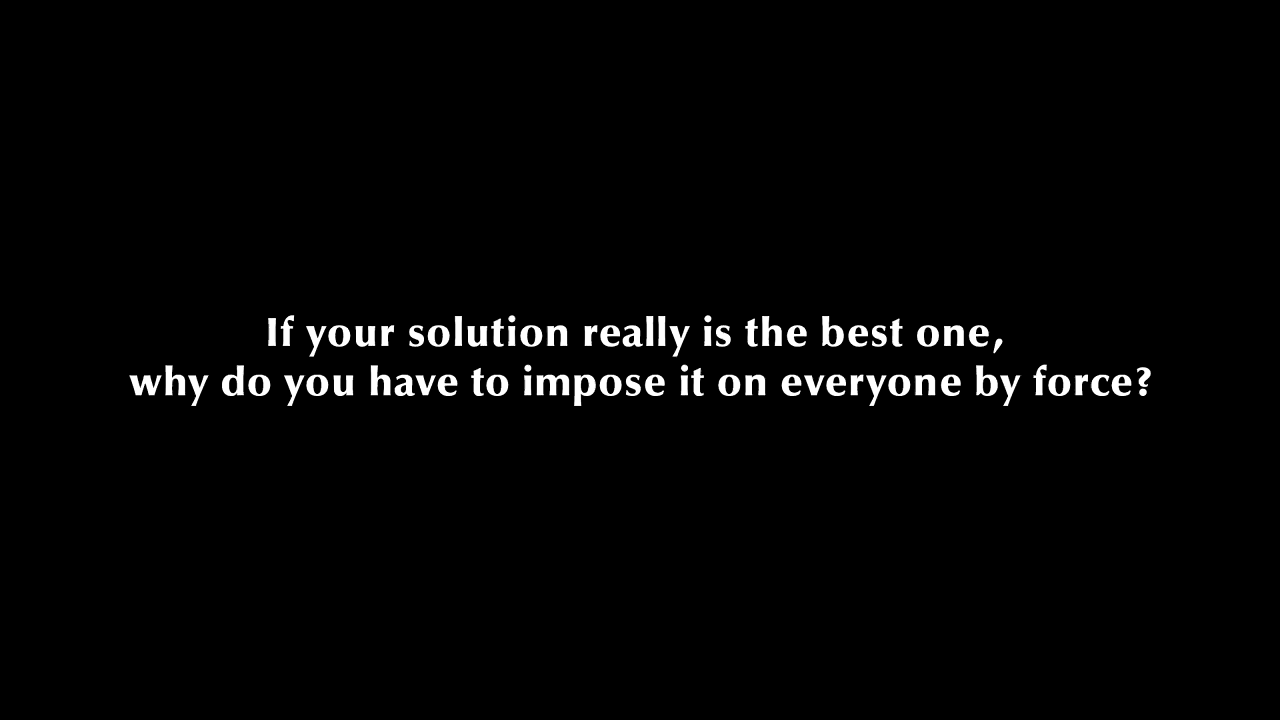 If your solution really is the best one,
why do you have to impose it on everyone by force?